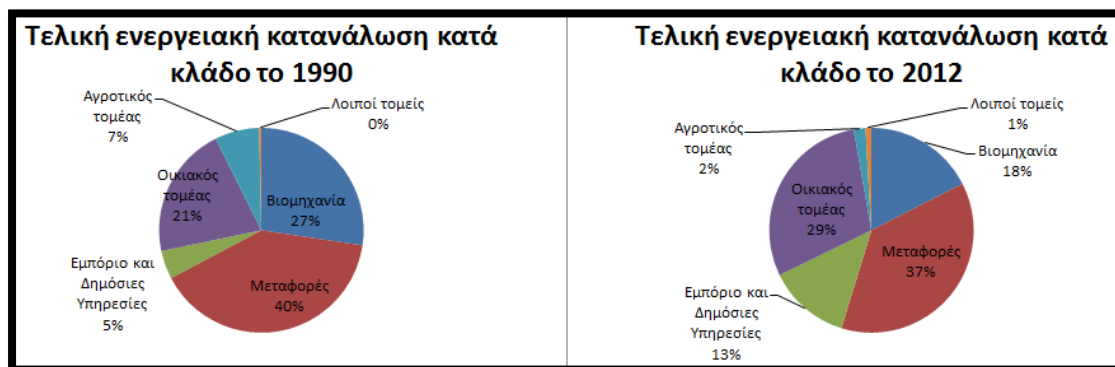 Τελική ενεργειακή κατανάλωση κατά
κλάδο το 1990
Αγροτικός
τομέας
7%
Λοιποί τομείς
0%
Οικιακός
τομέας
21%
Βιομηχανία
27%
Εμπόριο και
Δημόσιες
Υπηρεσίες
5%
Μεταφορές
40%
Τελική ενεργειακή κατανάλωση κατά
κλάδο το 2012
Λοιποί τομείς
1%
Αγροτικός
τομέας
2%
Βιομηχανία
18%
Οικιακός
τομέας
29%
Μεταφορές
37%
Εμπόριο και
Δημόσιες
Υπηρεσίες
13%